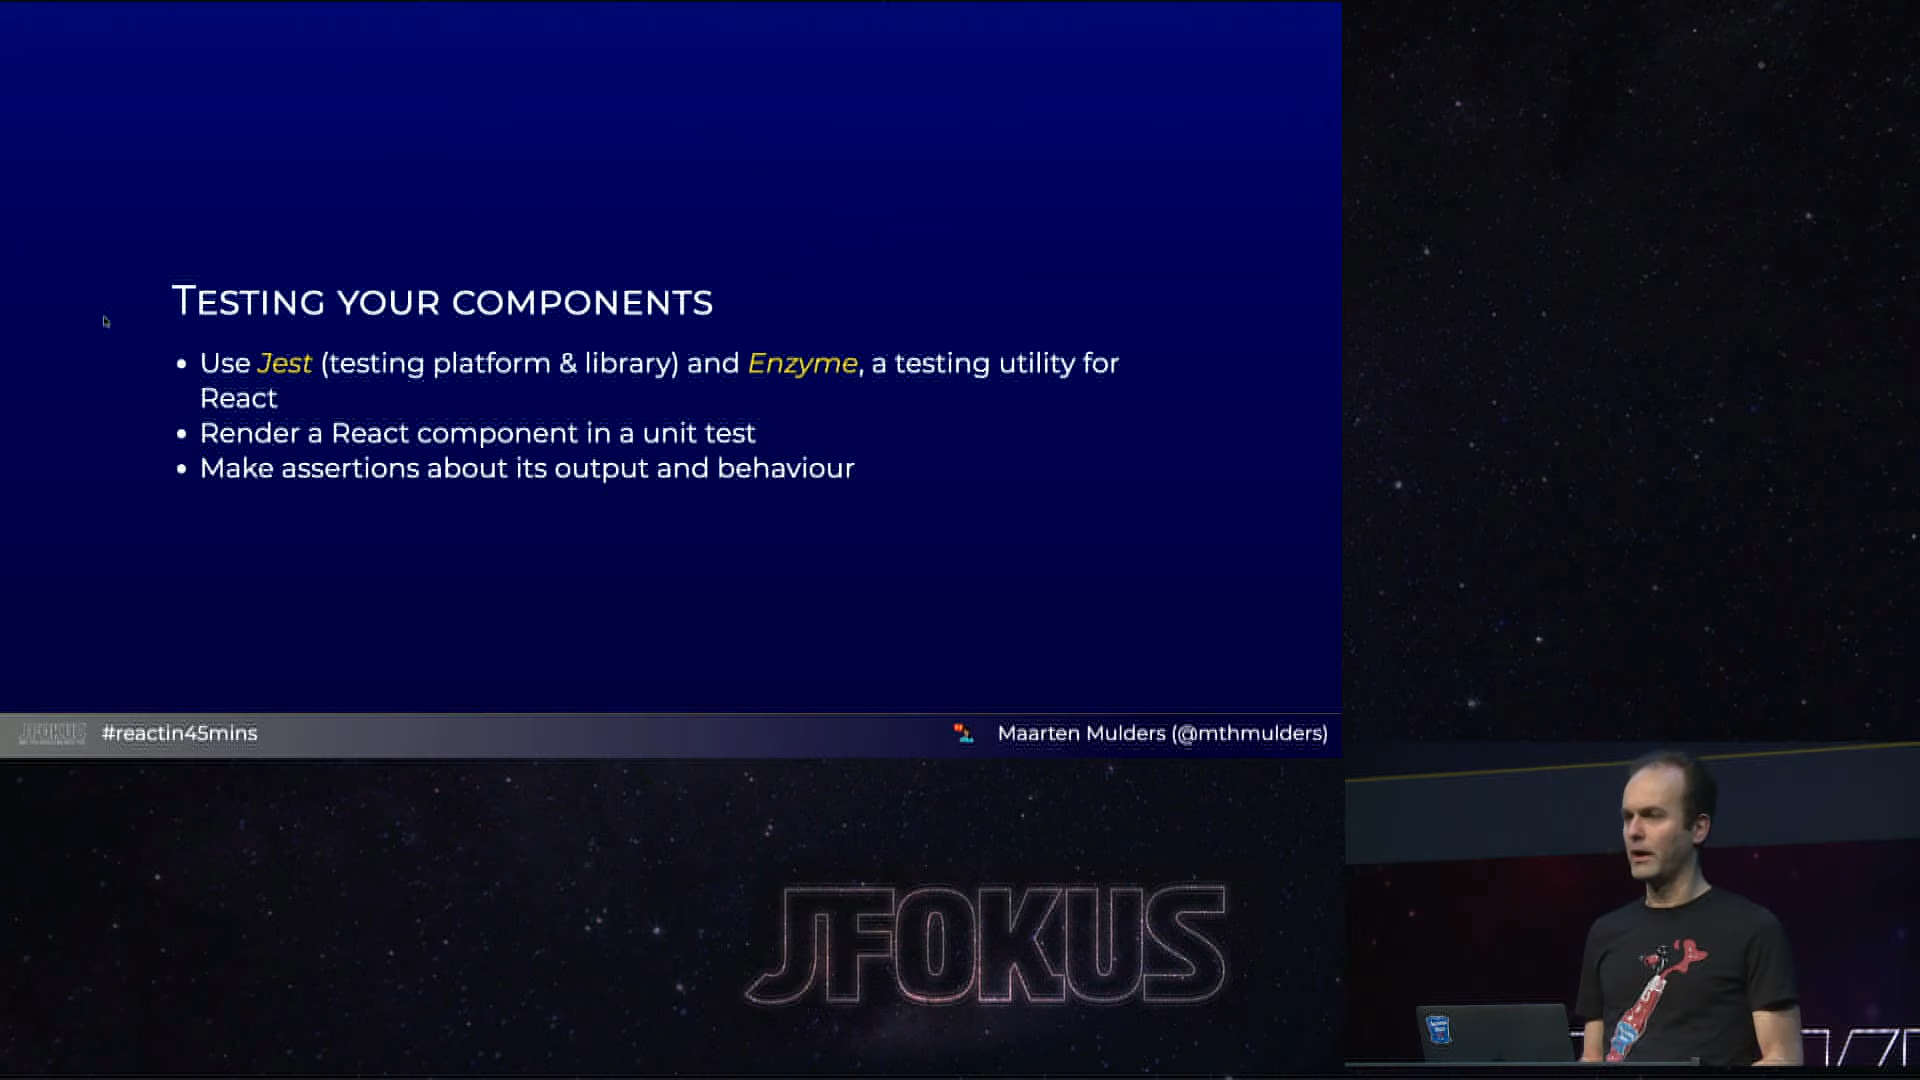 TESTING YOUR COMPONENTS
• Use Jest (testing platform & library) and Enzyme, a testing utility for
React
• Render a React component in a unit test
• Make assertions about its output and behaviour
JFOKUS
#reactin45mins
Maarten Mulders (@mthmulders)
JFOKUS